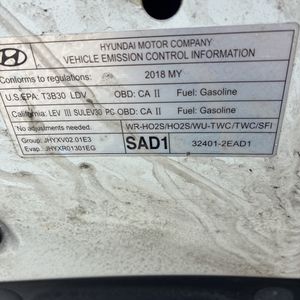 HYUNDAI MOTOR COMPANY
VEHICLE EMISSION CONTROL INFORMATION
Conforms to regulations: 2018 MY
U.S.EPA: T3B30 LDV OBD: CA II Fuel: Gasoline
California: LEV III SULEV30 PC OBD: CA II Fuel: Gasoline
No adjustments needed. WR-HO2S/HO2S/WU-TWC/TWC/SFI
Group: JHYXV02.01E3
Evap: JHYXR01301EG
SAD1
32401-2EAD1